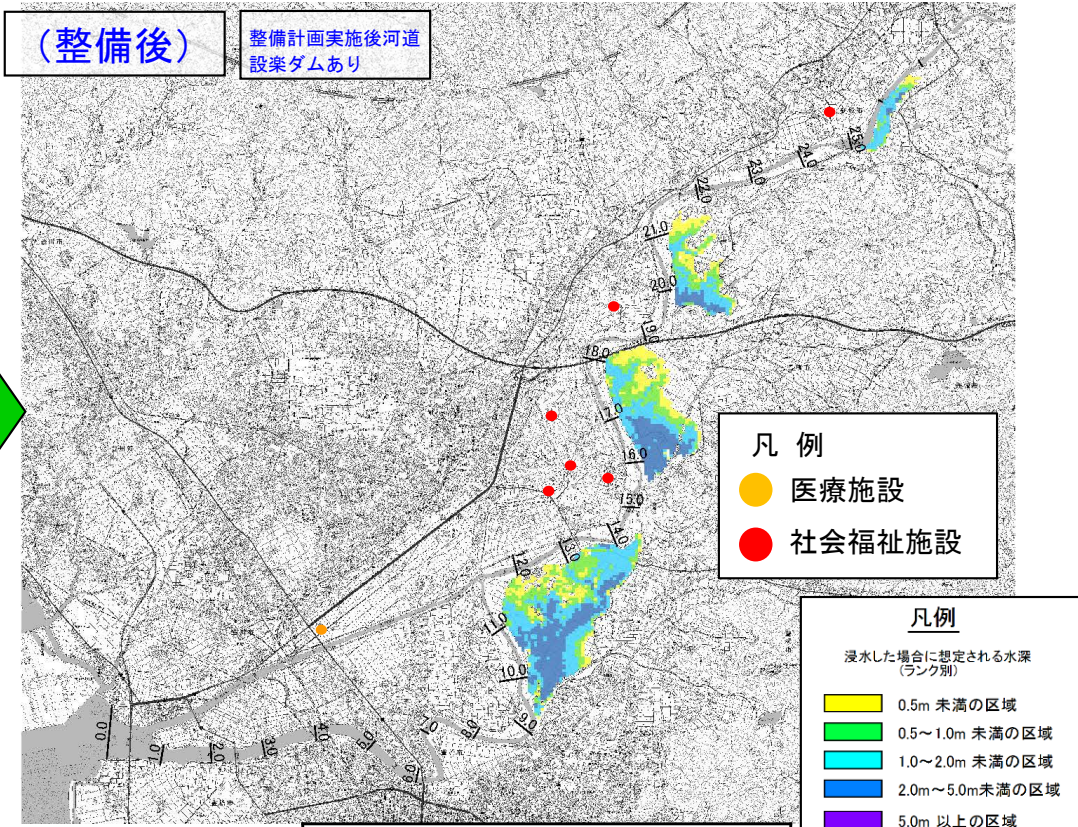 （整備後）
整備計画実施後河道
設楽ダムあり
25.0
24.0
23.0
22.0
21.0
20.0
19.0
18.0
17.0
16.0
15.0
14.0
13.0
12.0
11.0
10.0
9.0
8.0
7.0
6.0
5.0
4.0
3.0
2.0
1.0
0.0
凡 例
医療施設
社会福祉施設
凡例
浸水した場合に想定される水深
(ランク別)
0.5m 未満の区域
0.5～1.0m 未満の区域
1.0～2.0m 未満の区域
2.0m～5.0m未満の区域
5.0m 以上の区域